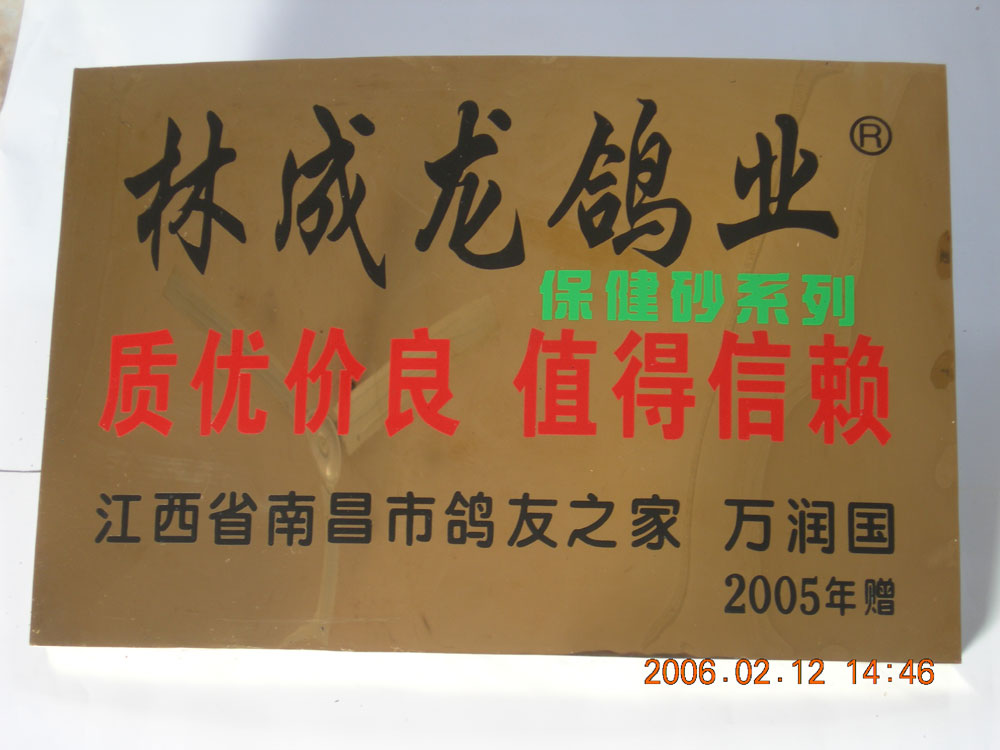 林成龙鸽业®
保健砂系列
质优价良 值得信赖
江西省南昌市鸽友之家 万润国
2005年赠
2006.02.12 14:46